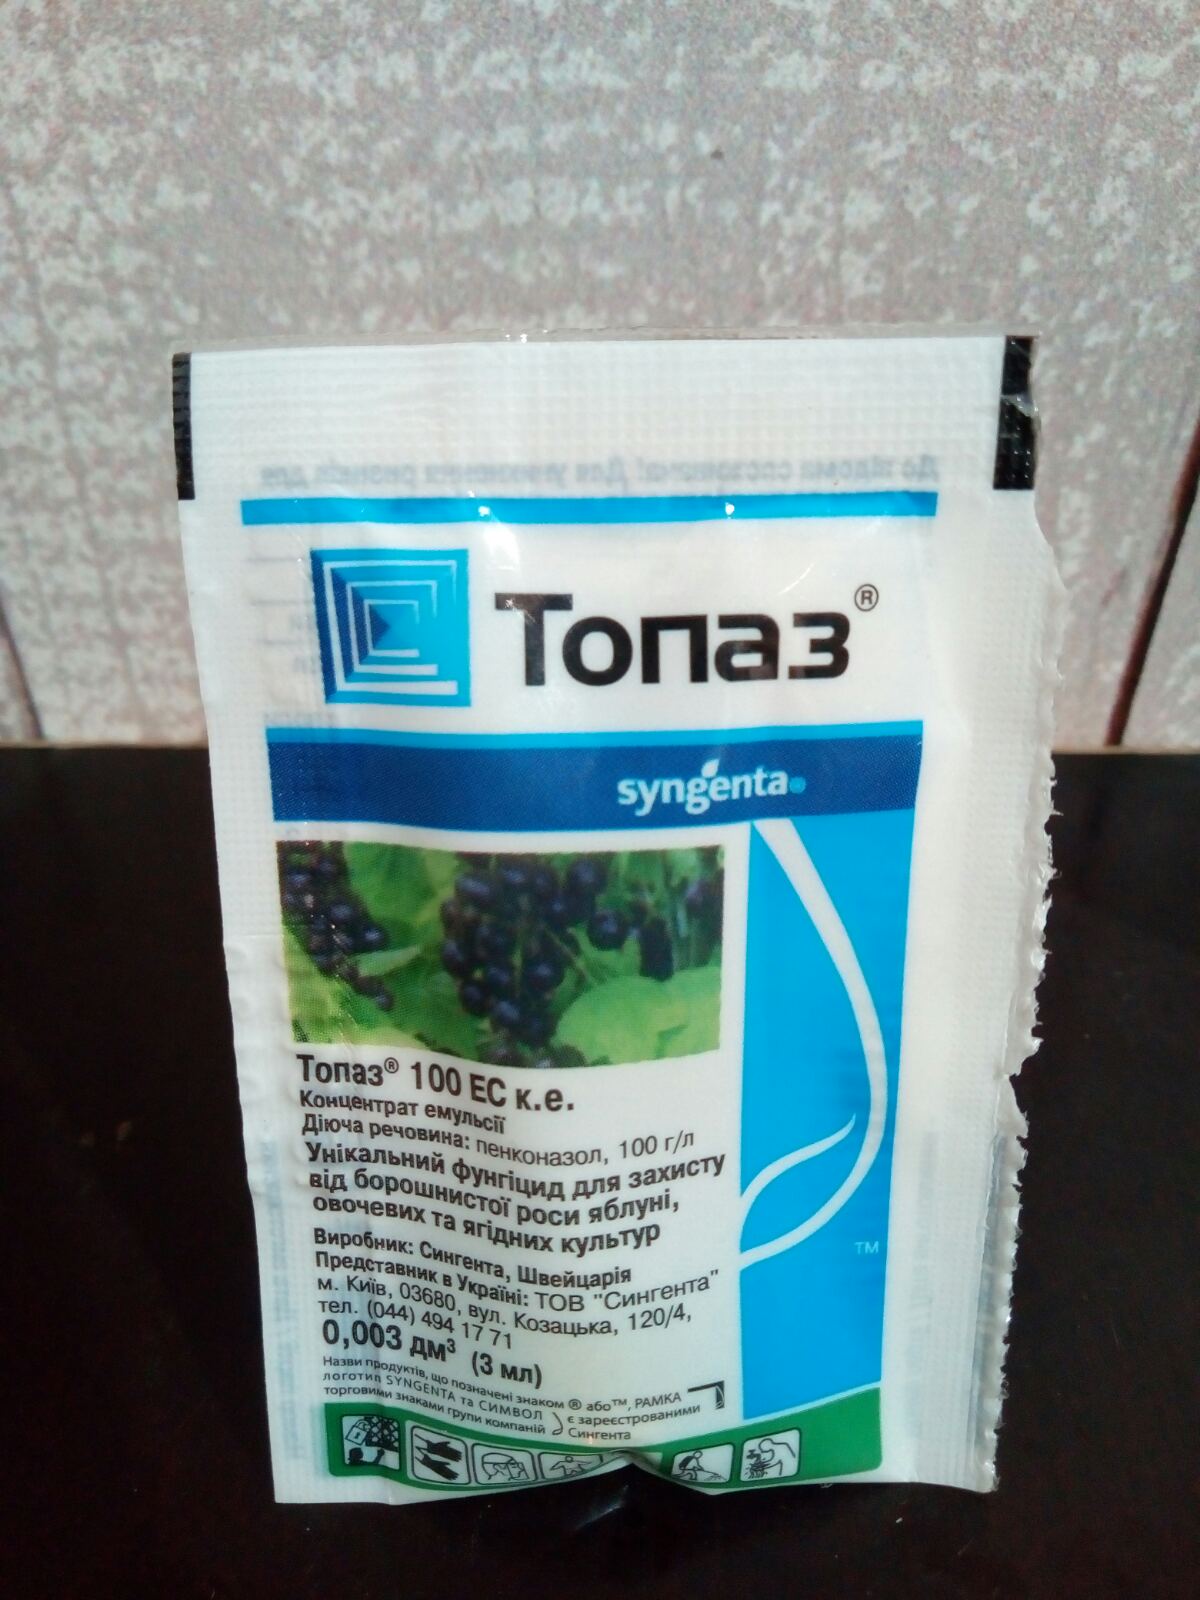 Топаз®
syngenta
Топаз® 100 EC к.е.
Концентрат емульсії
Діюча речовина: пенконазол, 100 г/л
Унікальний фунгіцид для захисту
від борошнистої роси яблуні,
овочевих та ягідних культур
Виробник: Сингента, Швейцарія
Представник в Україні: ТОВ "Сингента"
м. Київ, 03680, вул. Козацька, 120/4,
тел. (044) 494 17 71
0,003 дм³ (3 мл)
Назви продуктів, що позначені знаком ® або™, РАМКА
логотип SYNGENTA та СИМВОЛ є зареєстрованими
торговими знаками групи компаній Сингента
TM